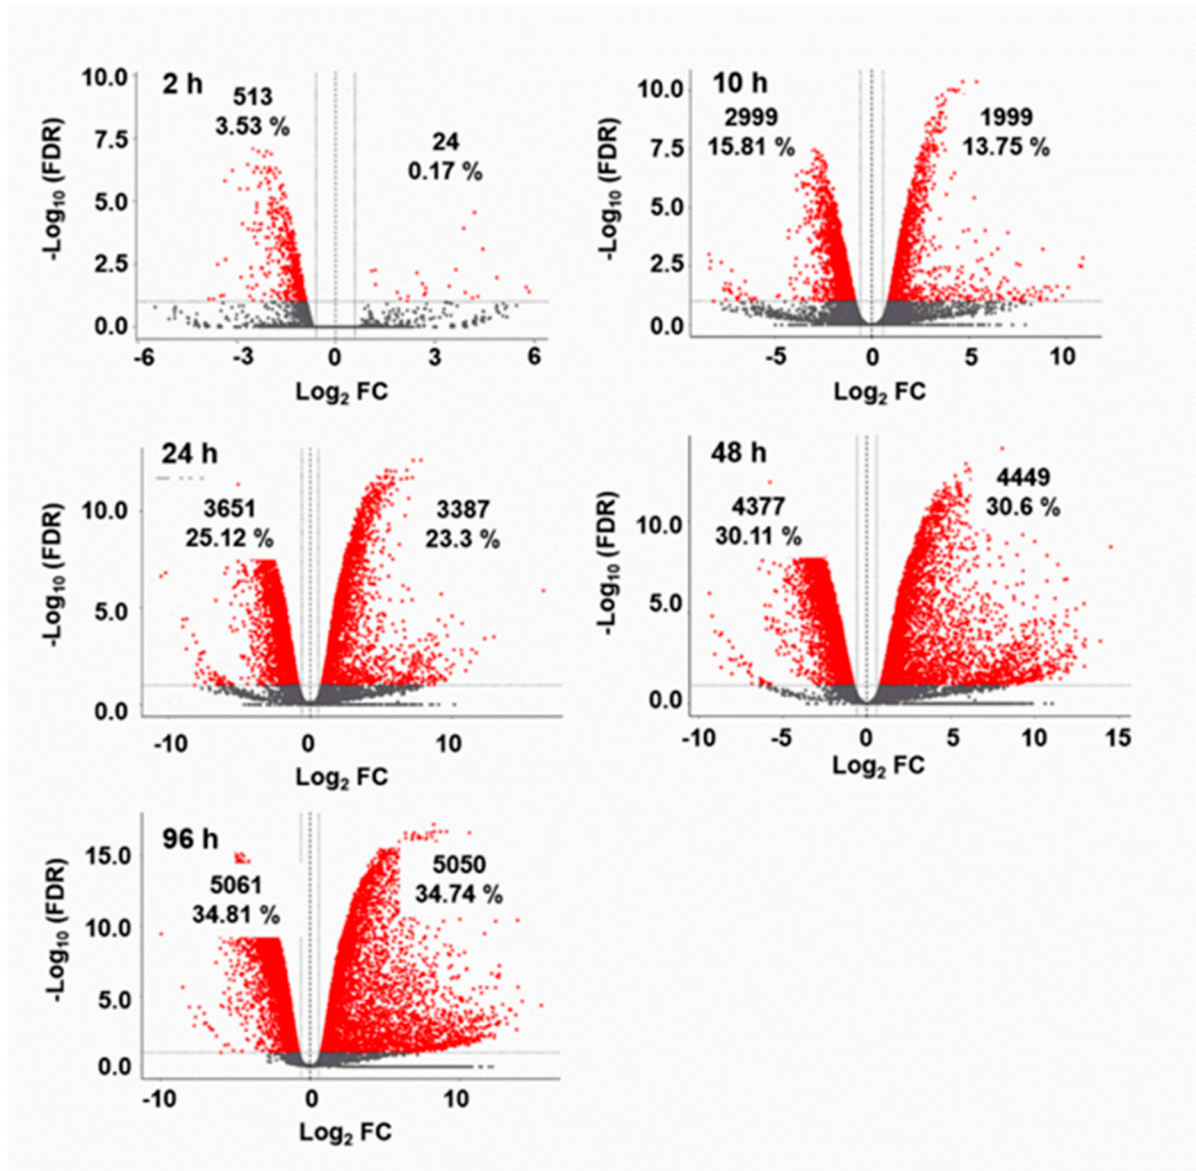 2 h
513
3.53 %
24
0.17 %
10.0
7.5
5.0
2.5
0.0
-Log10 (FDR)
-6 -3 0 3 6
Log2 FC
10 h
2999
15.81 %
1999
13.75 %
10.0
7.5
5.0
2.5
0.0
-Log10 (FDR)
-5 0 5 10
Log2 FC
24 h
3651
25.12 %
3387
23.3 %
10.0
5.0
0.0
-Log10 (FDR)
-10 0 10
Log2 FC
48 h
4377
30.11 %
4449
30.6 %
10.0
5.0
0.0
-Log10 (FDR)
-10 -5 0 5 10 15
Log2 FC
96 h
5061
34.81 %
5050
34.74 %
15.0
10.0
5.0
0.0
-Log10 (FDR)
-10 0 10
Log2 FC